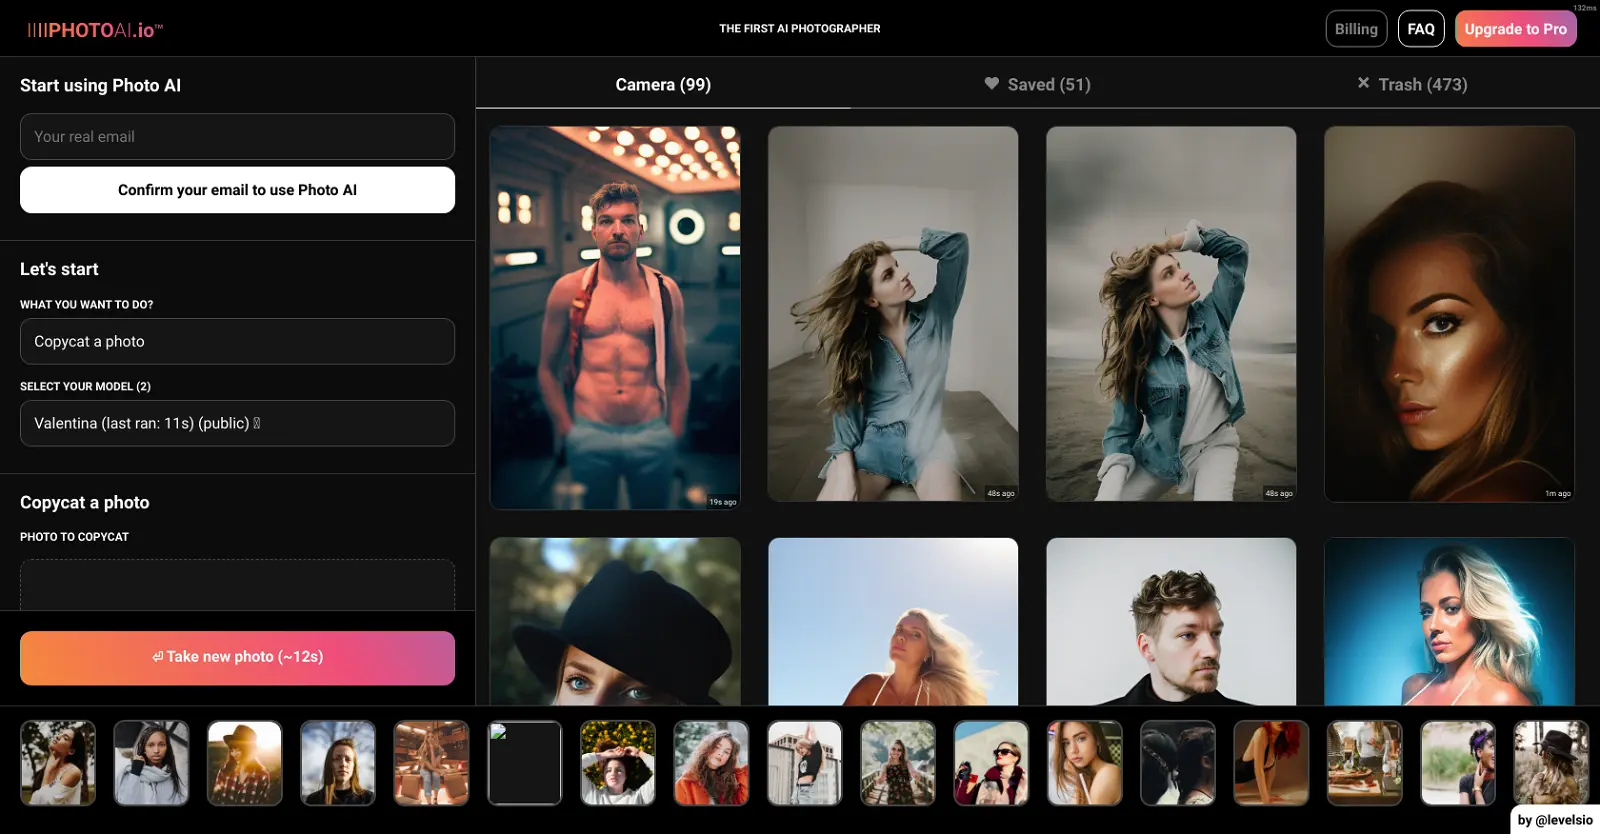 PHOTOAI.io™
THE FIRST AI PHOTOGRAPHER
Billing
FAQ
Upgrade to Pro
132ms
Start using Photo AI
Your real email
Confirm your email to use Photo AI
Let's start
WHAT YOU WANT TO DO?
Copycat a photo
SELECT YOUR MODEL (2)
Valentina (last ran: 11s) (public)
Copycat a photo
PHOTO TO COPYCAT
⏎ Take new photo (~12s)
Camera (99)
♥ Saved (51)
✕ Trash (473)
19s ago
48s ago
48s ago
1m ago
by @levelsio